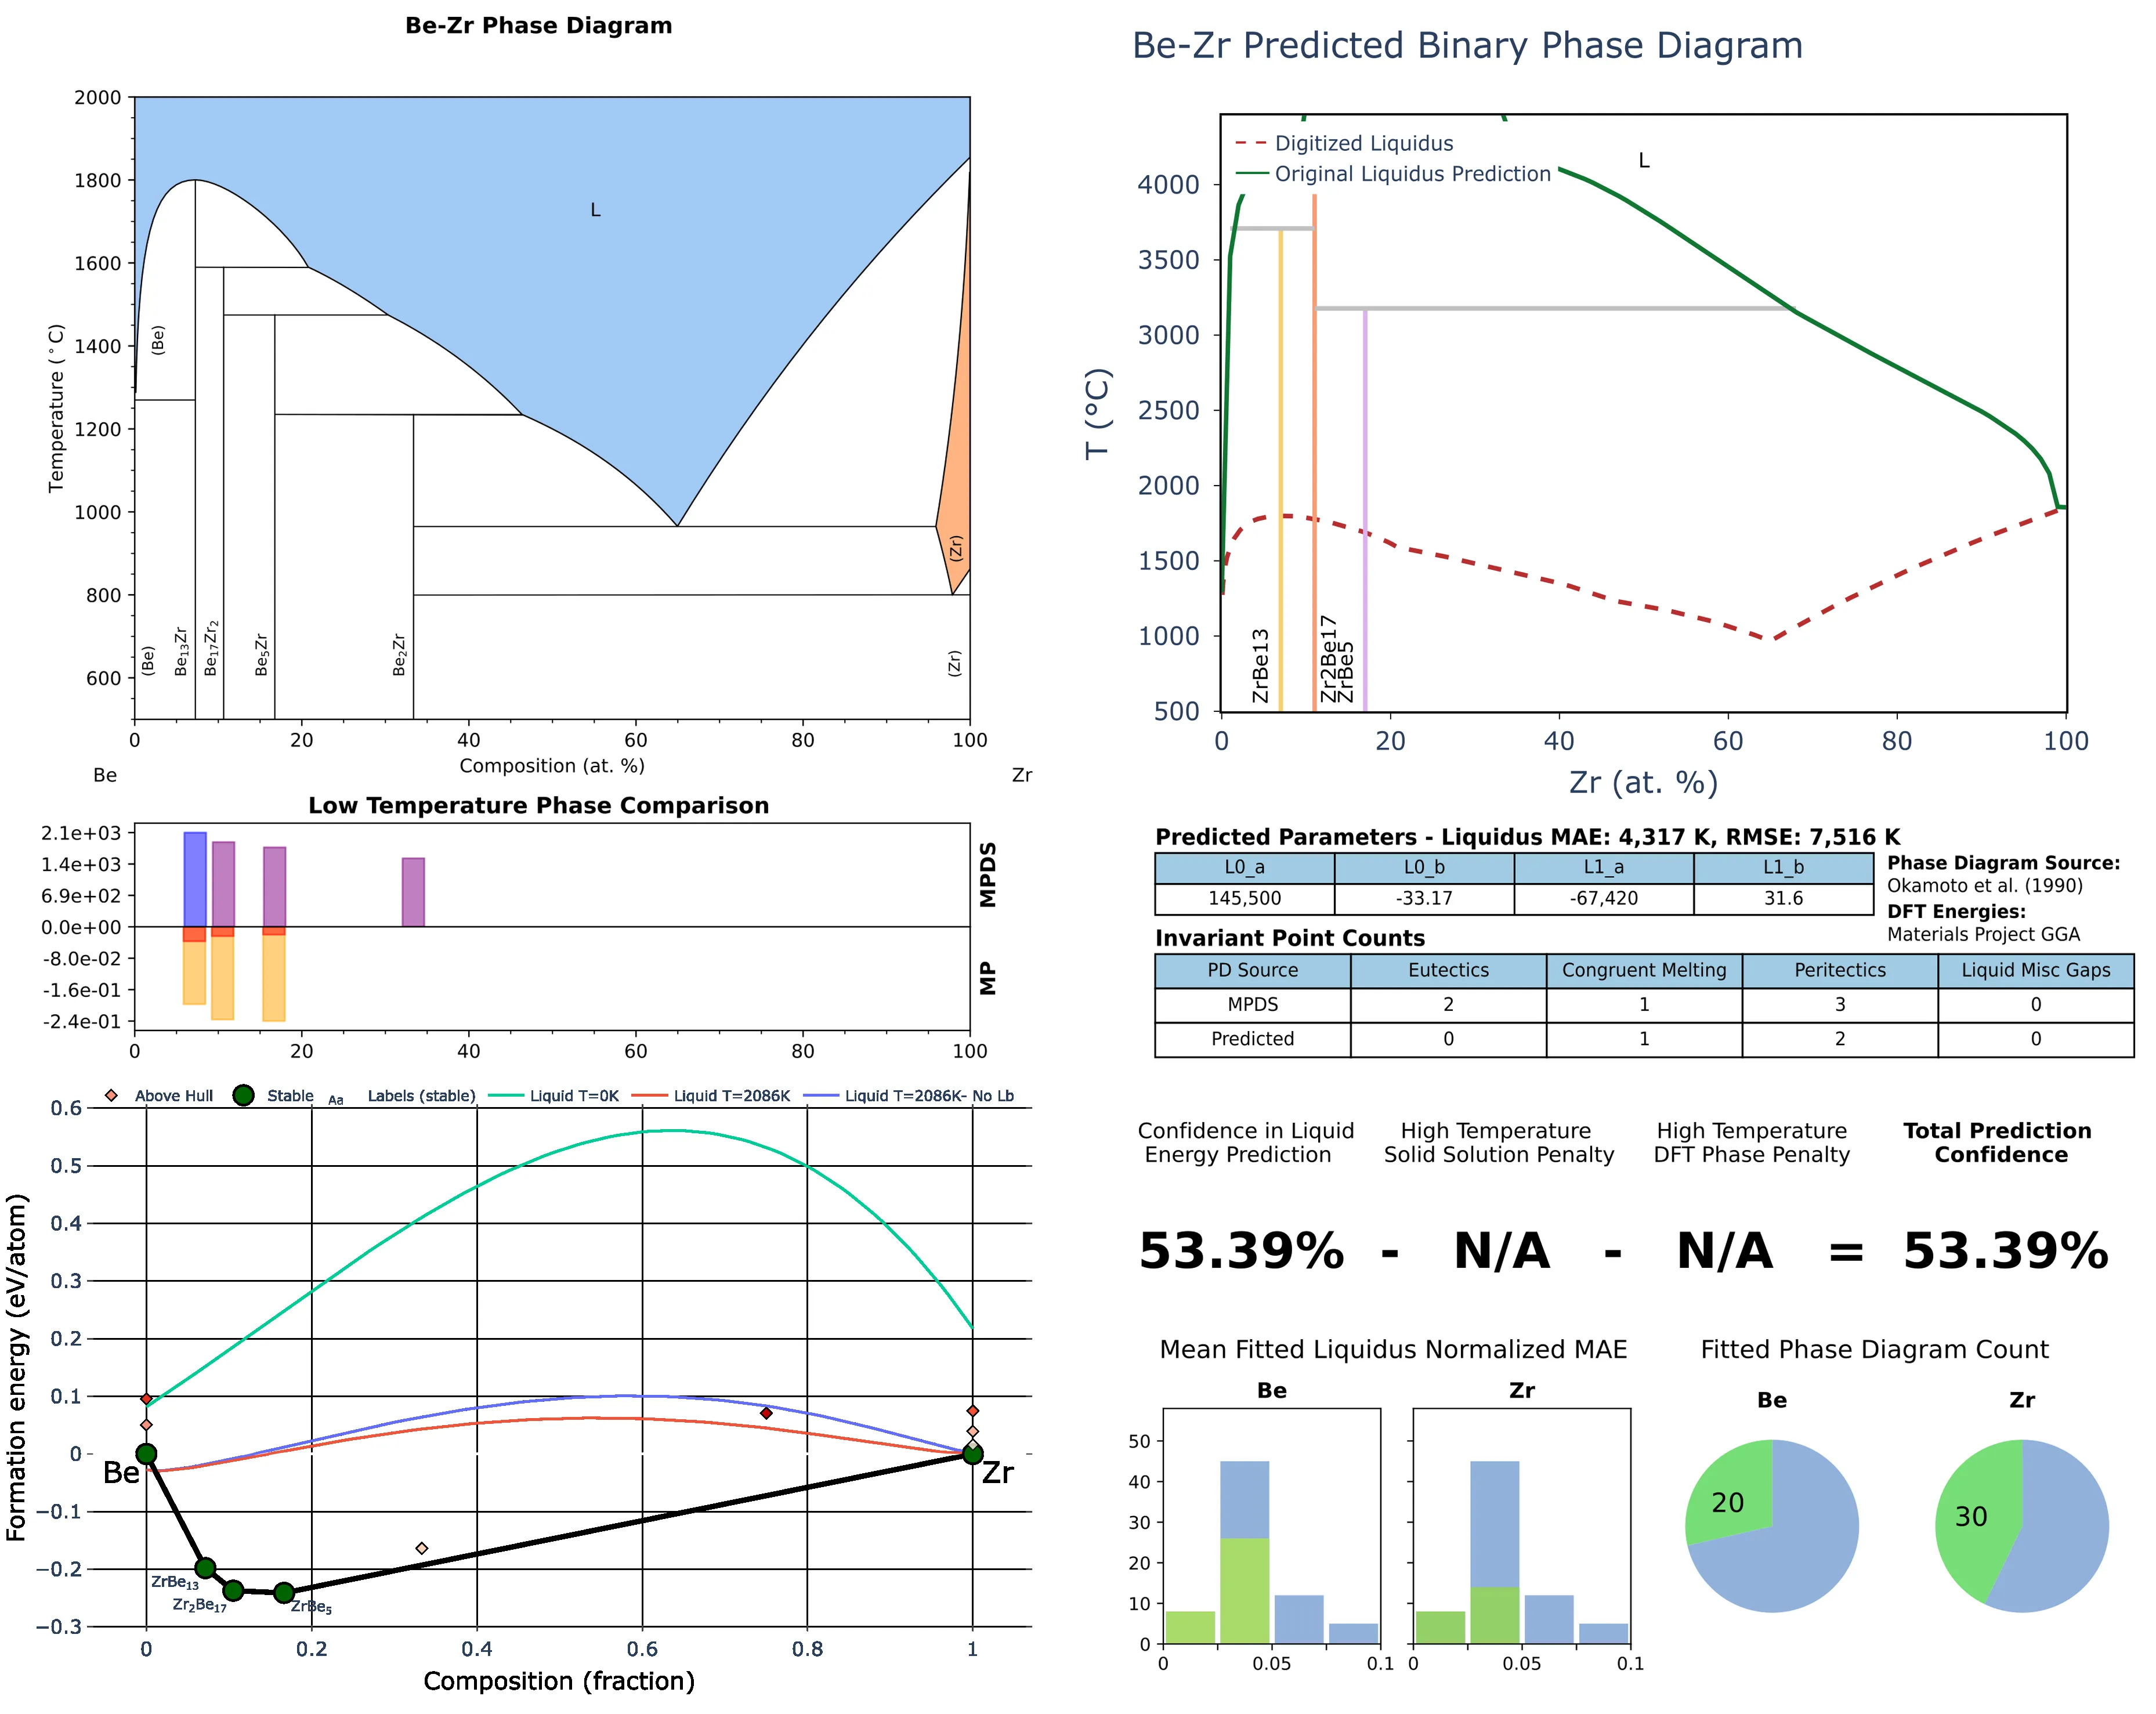 Be-Zr Phase Diagram
2000
1800
1600
1400
1200
1000
800
600
Temperature (°C)
L
(Be)
(Zr)
(Be)
Be₁₃Zr
Be₁₇Zr₂
Be₅Zr
Be₂Zr
(Zr)
0 20 40 60 80 100
Be Composition (at. %) Zr
Low Temperature Phase Comparison
2.1e+03
1.4e+03
6.9e+02
0.0e+00
-8.0e-02
-1.6e-01
-2.4e-01
MPDS
MP
0 20 40 60 80 100
Above Hull Stable Aa Labels (stable) Liquid T=0K Liquid T=2086K Liquid T=2086K- No Lb
0.6
0.5
0.4
0.3
0.2
0.1
0
−0.1
−0.2
−0.3
Formation energy (eV/atom)
Be
Zr
ZrBe₁₃
Zr₂Be₁₇
ZrBe₅
0 0.2 0.4 0.6 0.8 1
Composition (fraction)
Be-Zr Predicted Binary Phase Diagram
Digitized Liquidus
Original Liquidus Prediction
L
4000
3500
3000
2500
2000
1500
1000
500
T (°C)
ZrBe13
Zr2Be17
ZrBe5
0 20 40 60 80 100
Zr (at. %)
Predicted Parameters - Liquidus MAE: 4,317 K, RMSE: 7,516 K
L0_a L0_b L1_a L1_b
145,500 -33.17 -67,420 31.6
Phase Diagram Source:
Okamoto et al. (1990)
DFT Energies:
Materials Project GGA
Invariant Point Counts
PD Source Eutectics Congruent Melting Peritectics Liquid Misc Gaps
MPDS 2 1 3 0
Predicted 0 1 2 0
Confidence in Liquid
Energy Prediction
High Temperature
Solid Solution Penalty
High Temperature
DFT Phase Penalty
Total Prediction
Confidence
53.39% - N/A - N/A = 53.39%
Mean Fitted Liquidus Normalized MAE
Be
Zr
50
40
30
20
10
0
0 0.05 0.1
0 0.05 0.1
Fitted Phase Diagram Count
Be
Zr
20
30